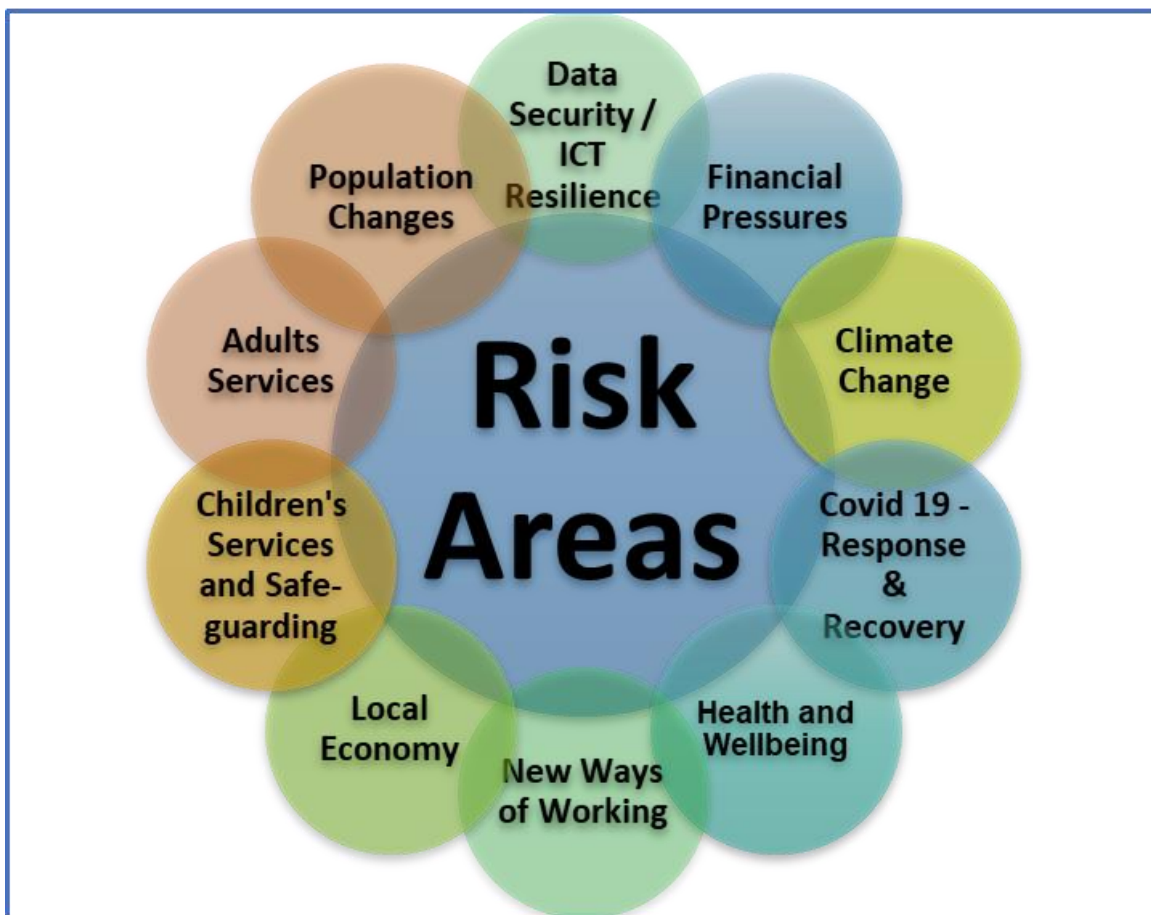 Data
Security /
ICT
Resilience
Financial
Pressures
Climate
Change
Covid 19 -
Response
&
Recovery
Health and
Wellbeing
New Ways
of Working
Local
Economy
Children's
Services
and Safe-
guarding
Adults
Services
Population
Changes
Risk
Areas